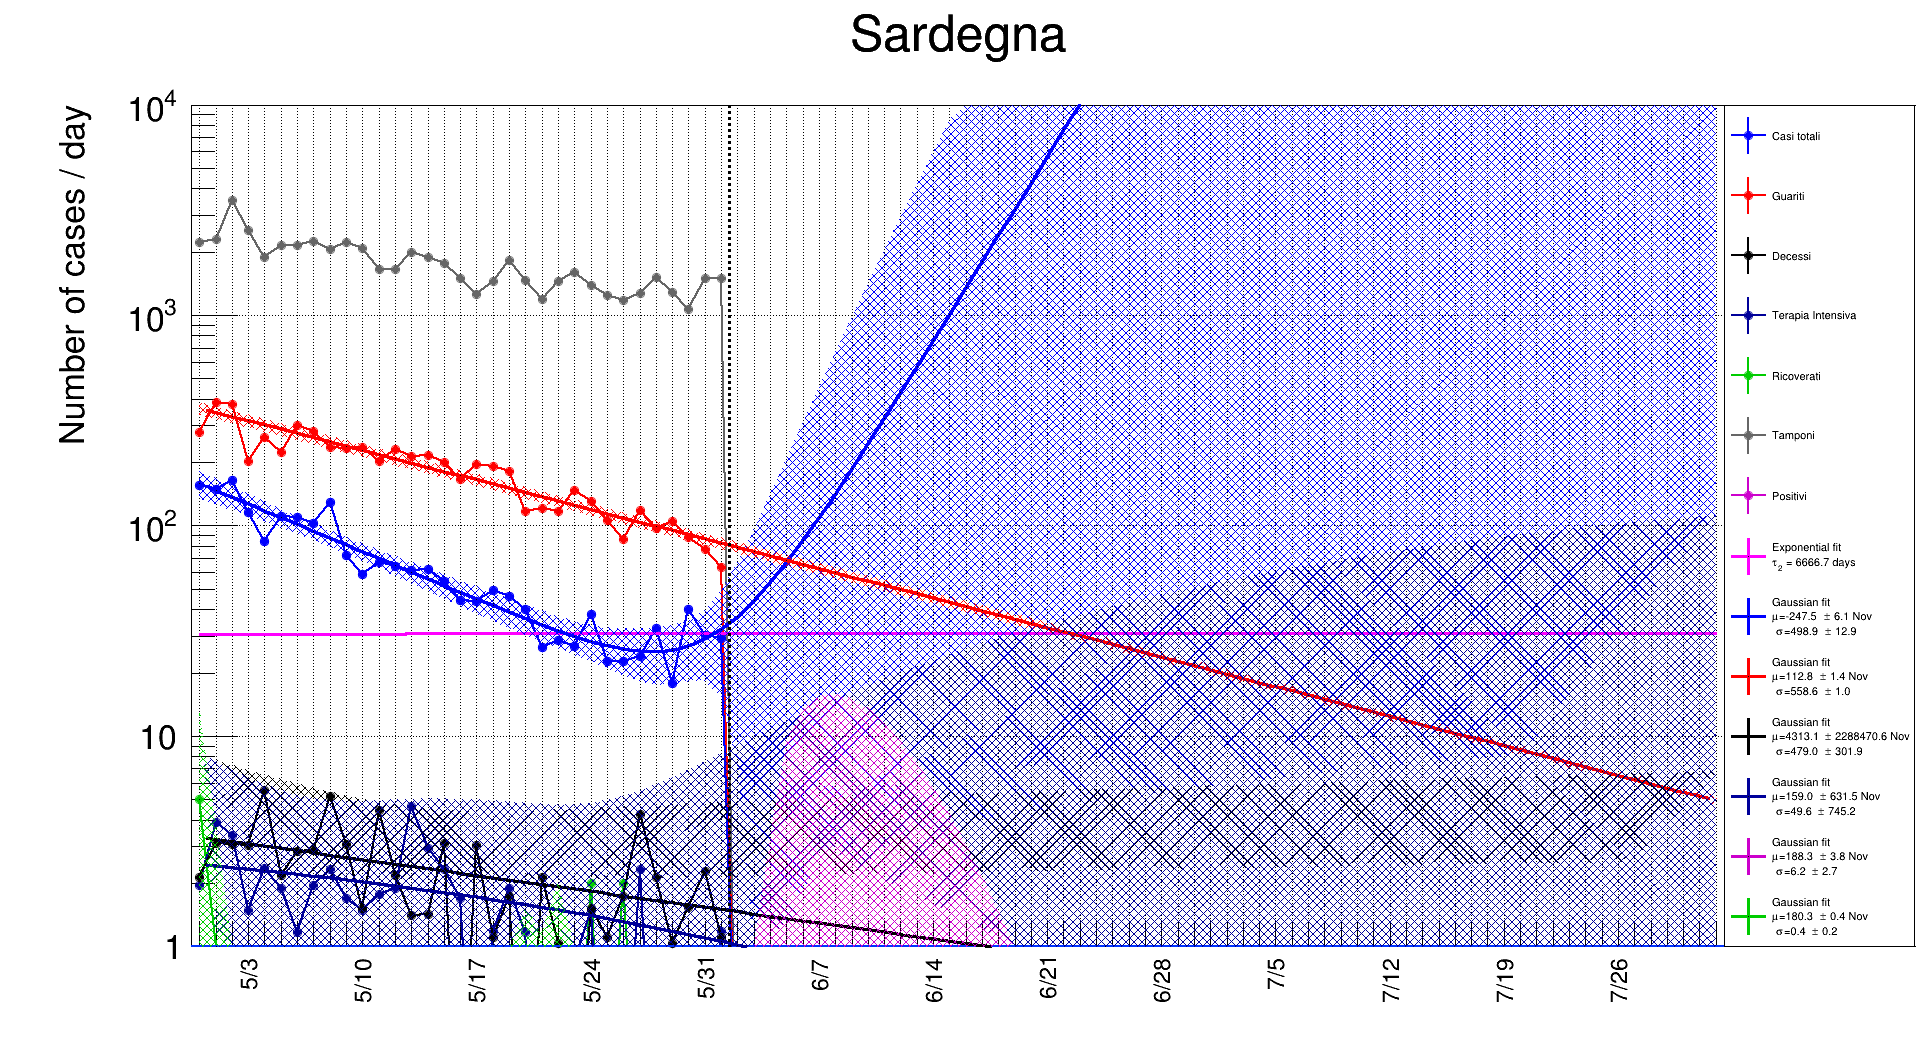 Sardegna
Number of cases / day
10⁴
10³
10²
10
1
5/3
5/10
5/17
5/24
5/31
6/7
6/14
6/21
6/28
7/5
7/12
7/19
7/26
Casi totali
Guariti
Decessi
Terapia Intensiva
Ricoverati
Tamponi
Positivi
Exponential fit
τ₂ = 6666.7 days
Gaussian fit
μ=-247.5 ± 6.1 Nov
σ=498.9 ± 12.9
Gaussian fit
μ=112.8 ± 1.4 Nov
σ=558.6 ± 1.0
Gaussian fit
μ=4313.1 ± 2288470.6 Nov
σ=479.0 ± 301.9
Gaussian fit
μ=159.0 ± 631.5 Nov
σ=49.6 ± 745.2
Gaussian fit
μ=188.3 ± 3.8 Nov
σ=6.2 ± 2.7
Gaussian fit
μ=180.3 ± 0.4 Nov
σ=0.4 ± 0.2